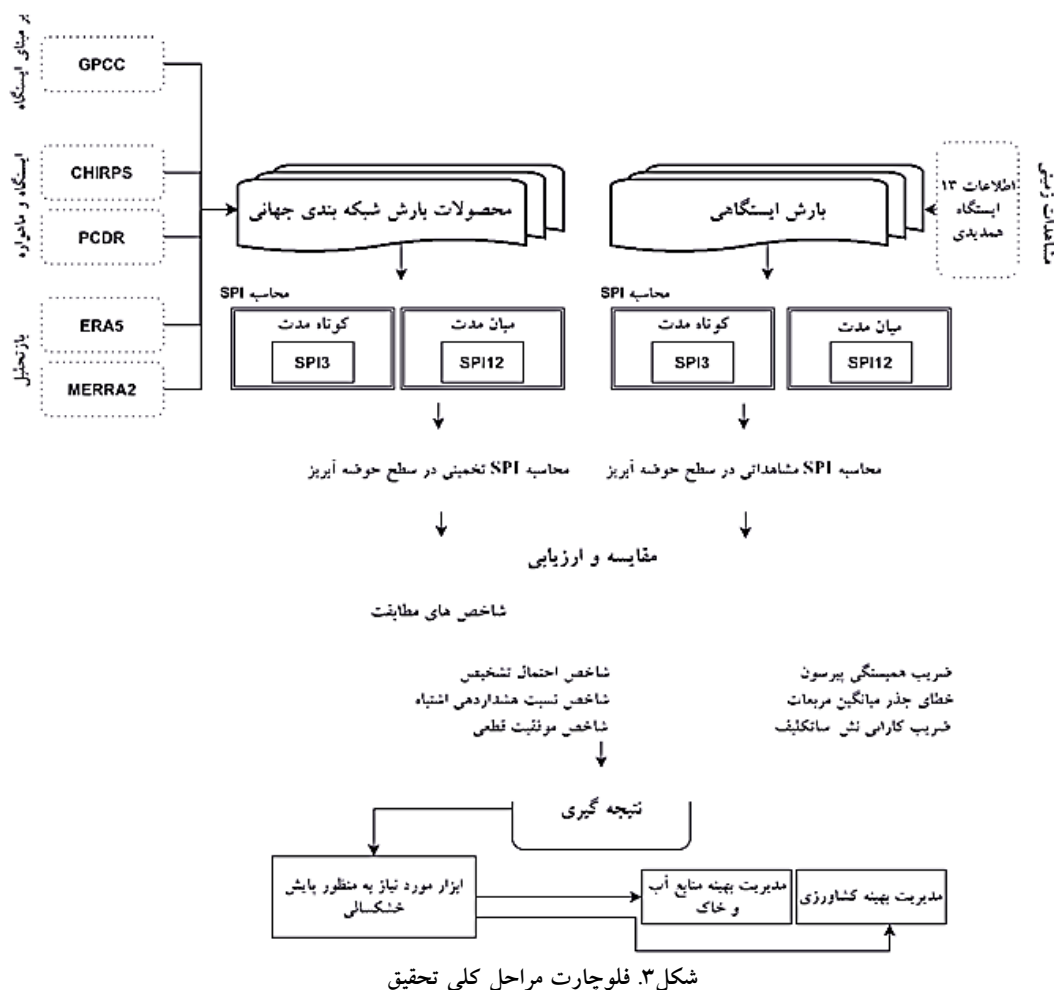 بر مبنای ایستگاه
GPCC
ایستگاه و ماهواره
CHIRPS
PCDR
بازتحلیل
ERA5
MERRA2
محصولات بارش شبکه بندی جهانی
بارش ایستگاهی
اطلاعات ۱۳
ایستگاه
همدیدی
مشاهدات زمینی
محاسبه SPI
کوتاه مدت
SPI3
میان مدت
SPI12
محاسبه SPI
کوتاه مدت
SPI3
میان مدت
SPI12
محاسبه SPI تخمینی در سطح حوضه آبریز
محاسبه SPI مشاهداتی در سطح حوضه آبریز
مقایسه و ارزیابی
شاخص های مطابقت
ضریب همبستگی پیرسون
خطای جذر میانگین مربعات
ضریب کارایی نش ساتکلیف
شاخص احتمال تشخیص
شاخص نسبت هشداردهی اشتباه
شاخص موفقیت قطعی
نتیجه گیری
ابزار مورد نیاز به منظور پایش
خشکسالی
مدیریت بهینه منابع آب
و خاک
مدیریت بهینه کشاورزی
شکل۳. فلوچارت مراحل کلی تحقیق